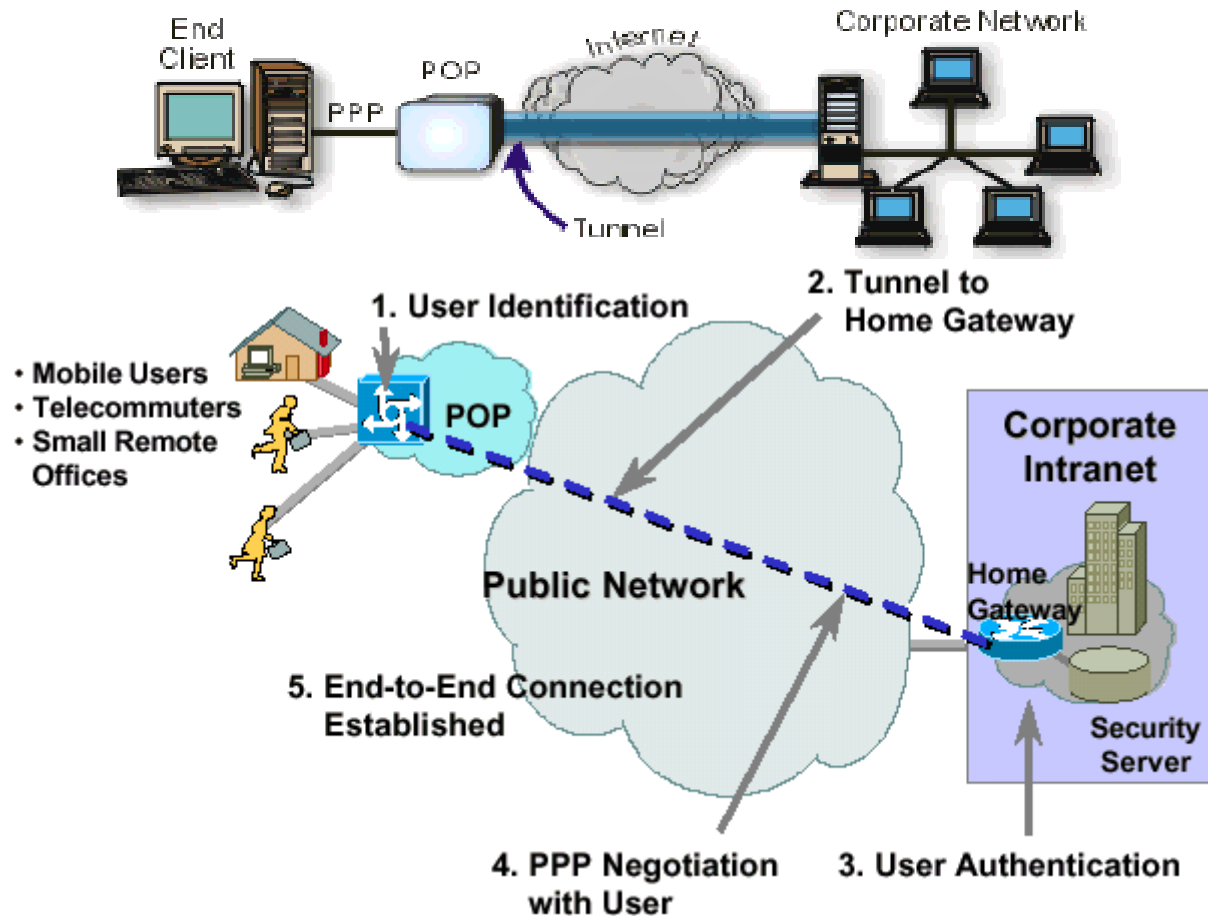 End
Client
PPP
POP
Internet
Corporate Network
Tunnel
1. User Identification
2. Tunnel to
Home Gateway
• Mobile Users
• Telecommuters
• Small Remote
Offices
POP
Corporate
Intranet
Public Network
Home
Gateway
5. End-to-End Connection
Established
Security
Server
4. PPP Negotiation
with User
3. User Authentication